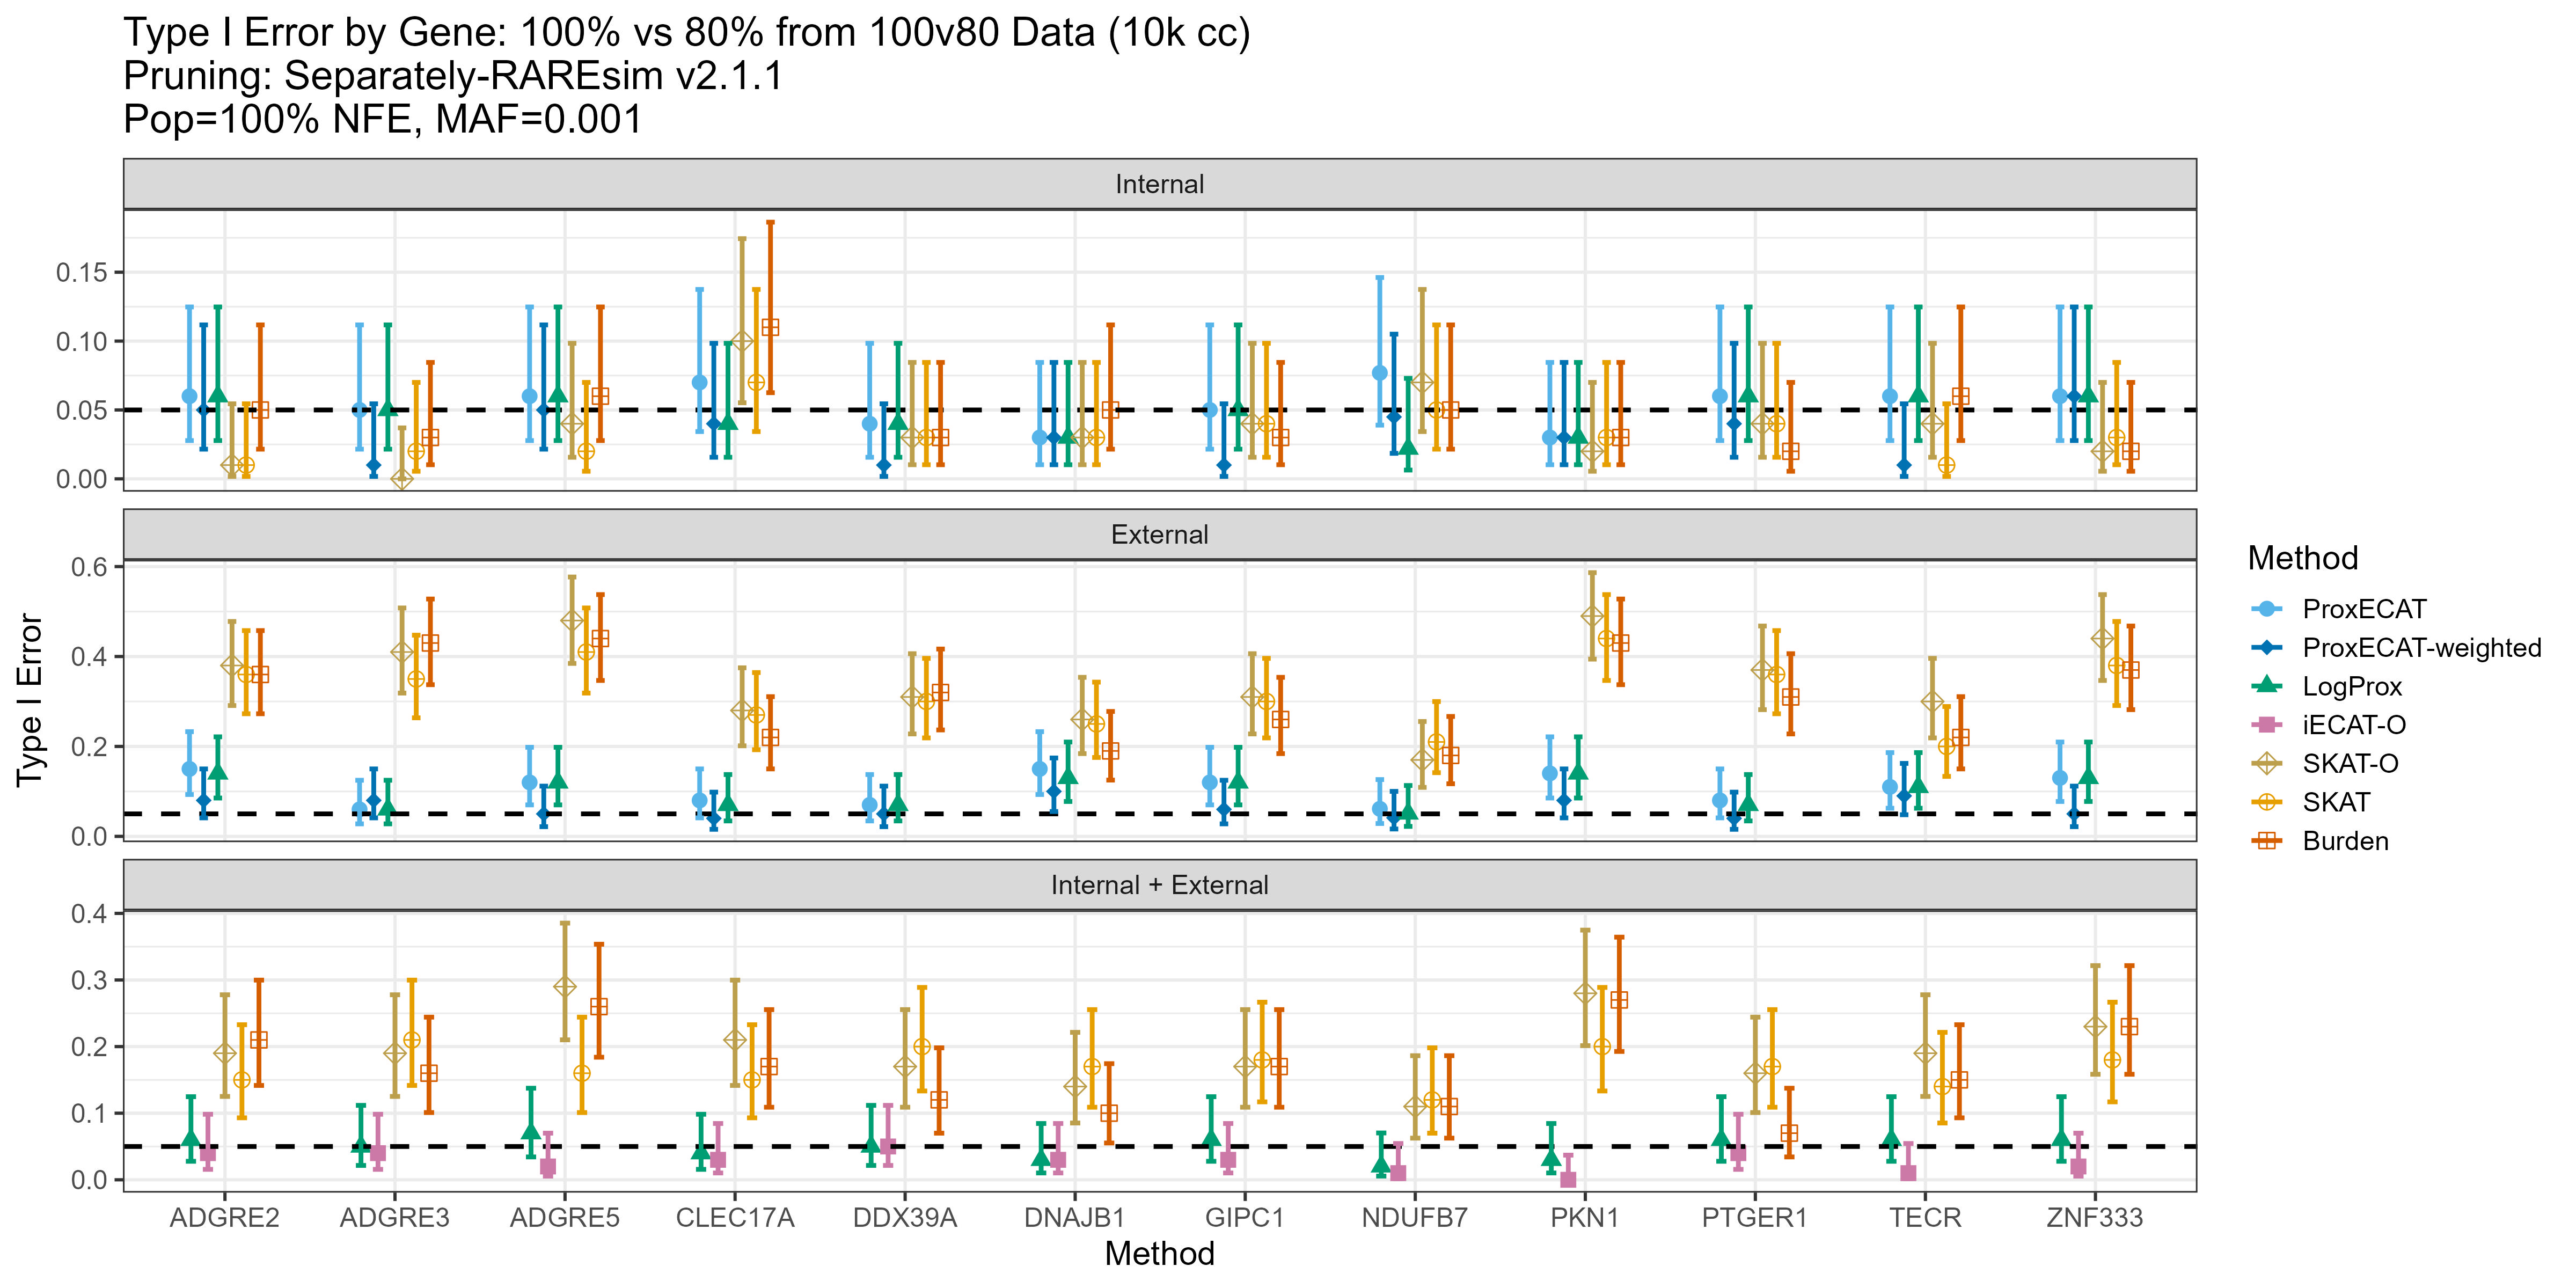 Type I Error by Gene: 100% vs 80% from 100v80 Data (10k cc)
Pruning: Separately-RAREsim v2.1.1
Pop=100% NFE, MAF=0.001
Internal
0.15
0.10
0.05
0.00
External
0.6
0.4
0.2
0.0
Internal + External
0.4
0.3
0.2
0.1
0.0
Type I Error
ADGRE2 ADGRE3 ADGRE5 CLEC17A DDX39A DNAJB1 GIPC1 NDUFB7 PKN1 PTGER1 TECR ZNF333
Method
Method
ProxECAT
ProxECAT-weighted
LogProx
iECAT-O
SKAT-O
SKAT
Burden